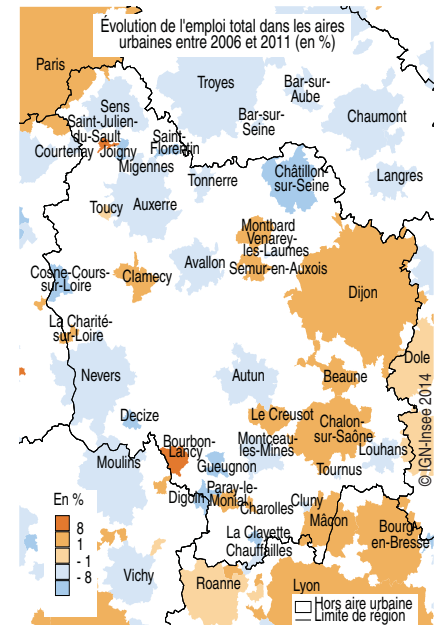 Évolution de l'emploi total dans les aires
urbaines entre 2006 et 2011 (en %)
Paris
Troyes
Bar-sur-
Aube
Sens
Bar-sur-
Seine
Chaumont
Saint-Julien-
du-Sault
Saint-
Florentin
Courtenay
Joigny
Migennes
Tonnerre
Châtillon
sur-Seine
Langres
Toucy
Auxerre
Montbard
Venarey-
les-Laumes
Avallon
Semur-en-Auxois
Cosne-Cours-
sur-Loire
Clamecy
Dijon
La Charité-
sur-Loire
Dole
Nevers
Autun
Beaune
Decize
Le Creusot
Chalon-
sur-Saône
Bourbon-
Lancy
Montceau-
les-Mines
Louhans
Moulins
Gueugnon
Tournus
Digoin
Paray-le-
Monial
Charolles
Cluny
Mâcon
Bourg-
en-Bresse
La Clayette
Chauffailles
Vichy
Roanne
Lyon
En %
8
1
- 1
- 8
Hors aire urbaine
Limite de région
©IGN-Insee 2014